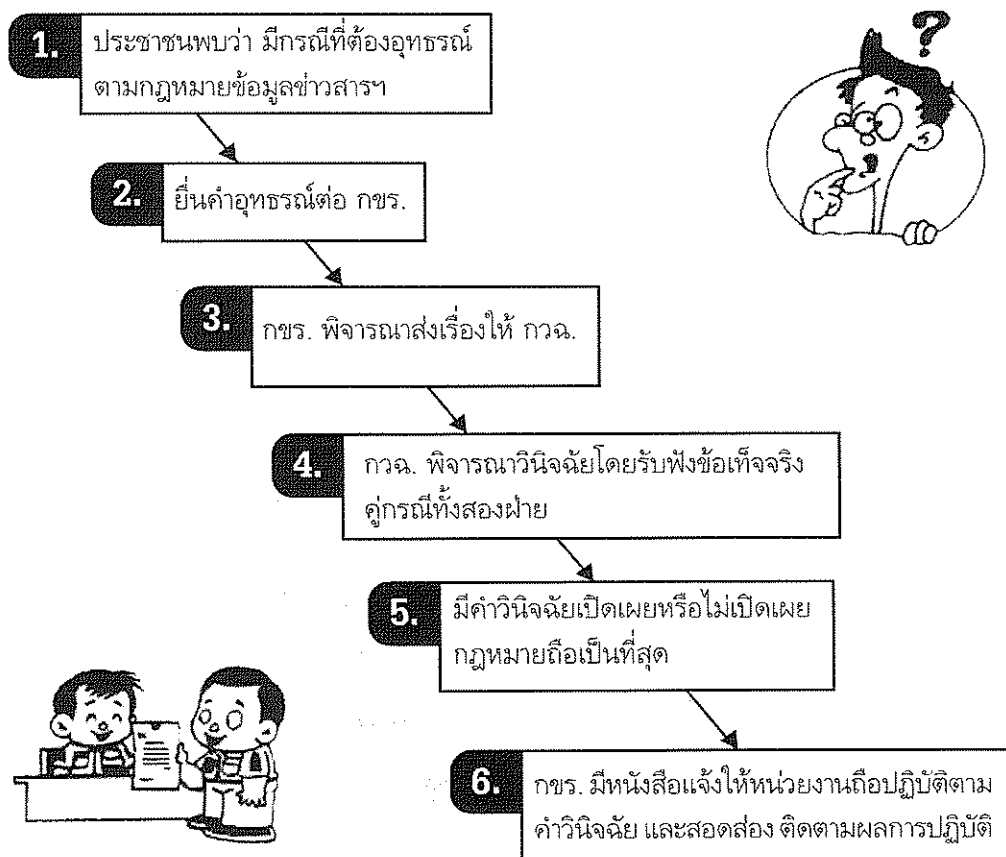 1. ประชาชนพบว่า มีกรณีที่ต้องอุทธรณ์
ตามกฎหมายข้อมูลข่าวสารฯ
?
2. ยื่นคำอุทธรณ์ต่อ กขร.
3. กขร. พิจารณาส่งเรื่องให้ กวฉ.
4. กวฉ. พิจารณาวินิจฉัยโดยรับฟังข้อเท็จจริง
คู่กรณีทั้งสองฝ่าย
5. มีคำวินิจฉัยเปิดเผยหรือไม่เปิดเผย
กฎหมายถือเป็นที่สุด
6. กขร. มีหนังสือแจ้งให้หน่วยงานถือปฏิบัติตาม
คำวินิจฉัย และสอดส่อง ติดตามผลการปฏิบัติ